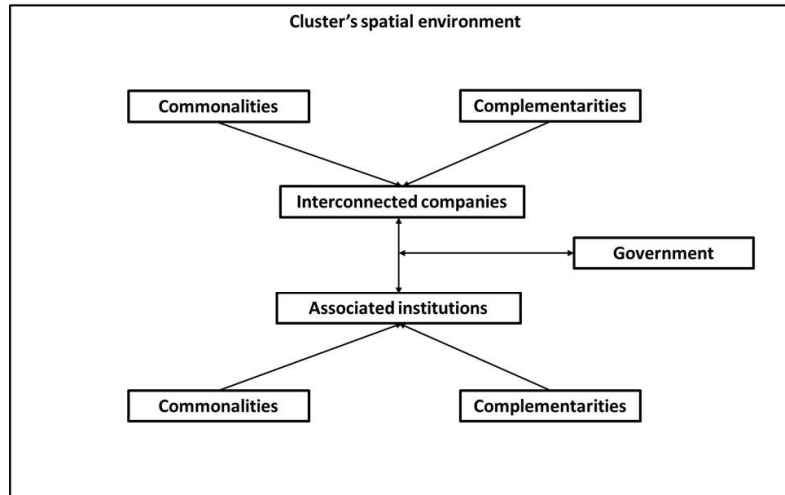 Cluster's spatial environment
Commonalities
Complementarities
Interconnected companies
Government
Associated institutions
Commonalities
Complementarities